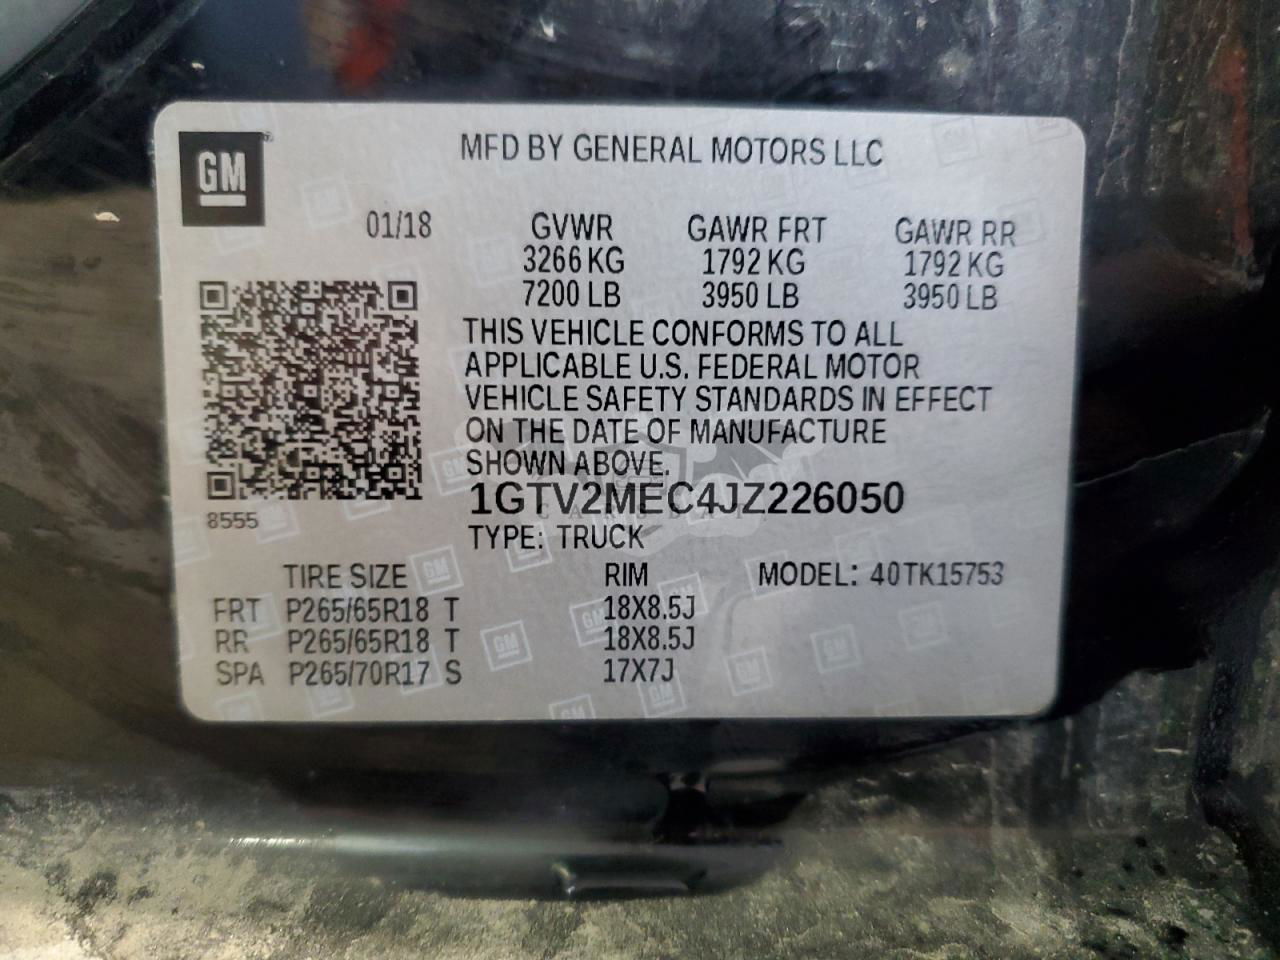 GM
MFD BY GENERAL MOTORS LLC
01/18 GVWR GAWR FRT GAWR RR
3266 KG 1792 KG 1792 KG
7200 LB 3950 LB 3950 LB
THIS VEHICLE CONFORMS TO ALL
APPLICABLE U.S. FEDERAL MOTOR
VEHICLE SAFETY STANDARDS IN EFFECT
ON THE DATE OF MANUFACTURE
SHOWN ABOVE.
8555
1GTV2MEC4JZ226050
TYPE: TRUCK
TIRE SIZE RIM MODEL: 40TK15753
FRT P265/65R18 T 18X8.5J
RR P265/65R18 T 18X8.5J
SPA P265/70R17 S 17X7J